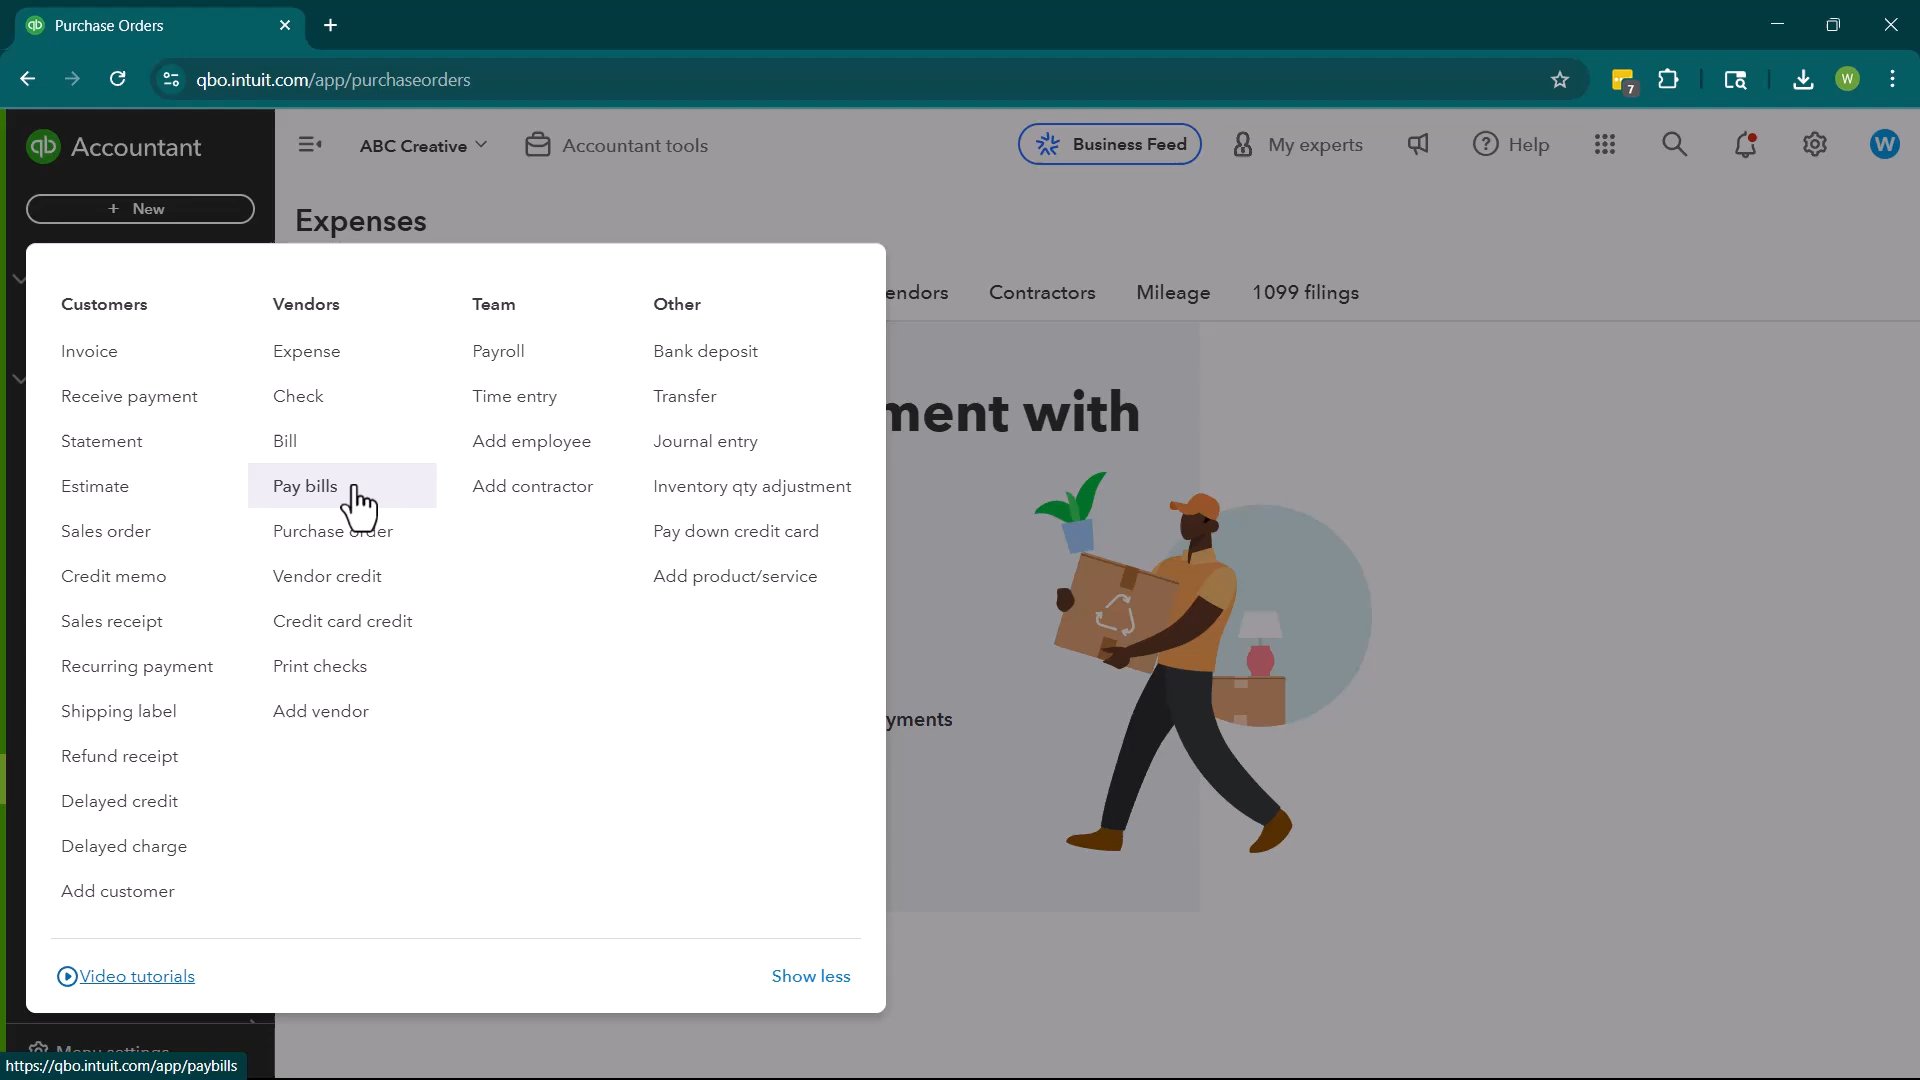 Purchase Orders
qbo.intuit.com/app/purchaseorders
7
W
qb Accountant
ABC Creative
Accountant tools
Business Feed
My experts
Help
W
+ New
Expenses
endors
Contractors
Mileage
1099 filings
ment with
yments
Customers
Invoice
Receive payment
Statement
Estimate
Sales order
Credit memo
Sales receipt
Recurring payment
Shipping label
Refund receipt
Delayed credit
Delayed charge
Add customer
Vendors
Expense
Check
Bill
Pay bills
Purchase order
Vendor credit
Credit card credit
Print checks
Add vendor
Team
Payroll
Time entry
Add employee
Add contractor
Other
Bank deposit
Transfer
Journal entry
Inventory qty adjustment
Pay down credit card
Add product/service
Video tutorials
Show less
Menu settings
https://qbo.intuit.com/app/paybills